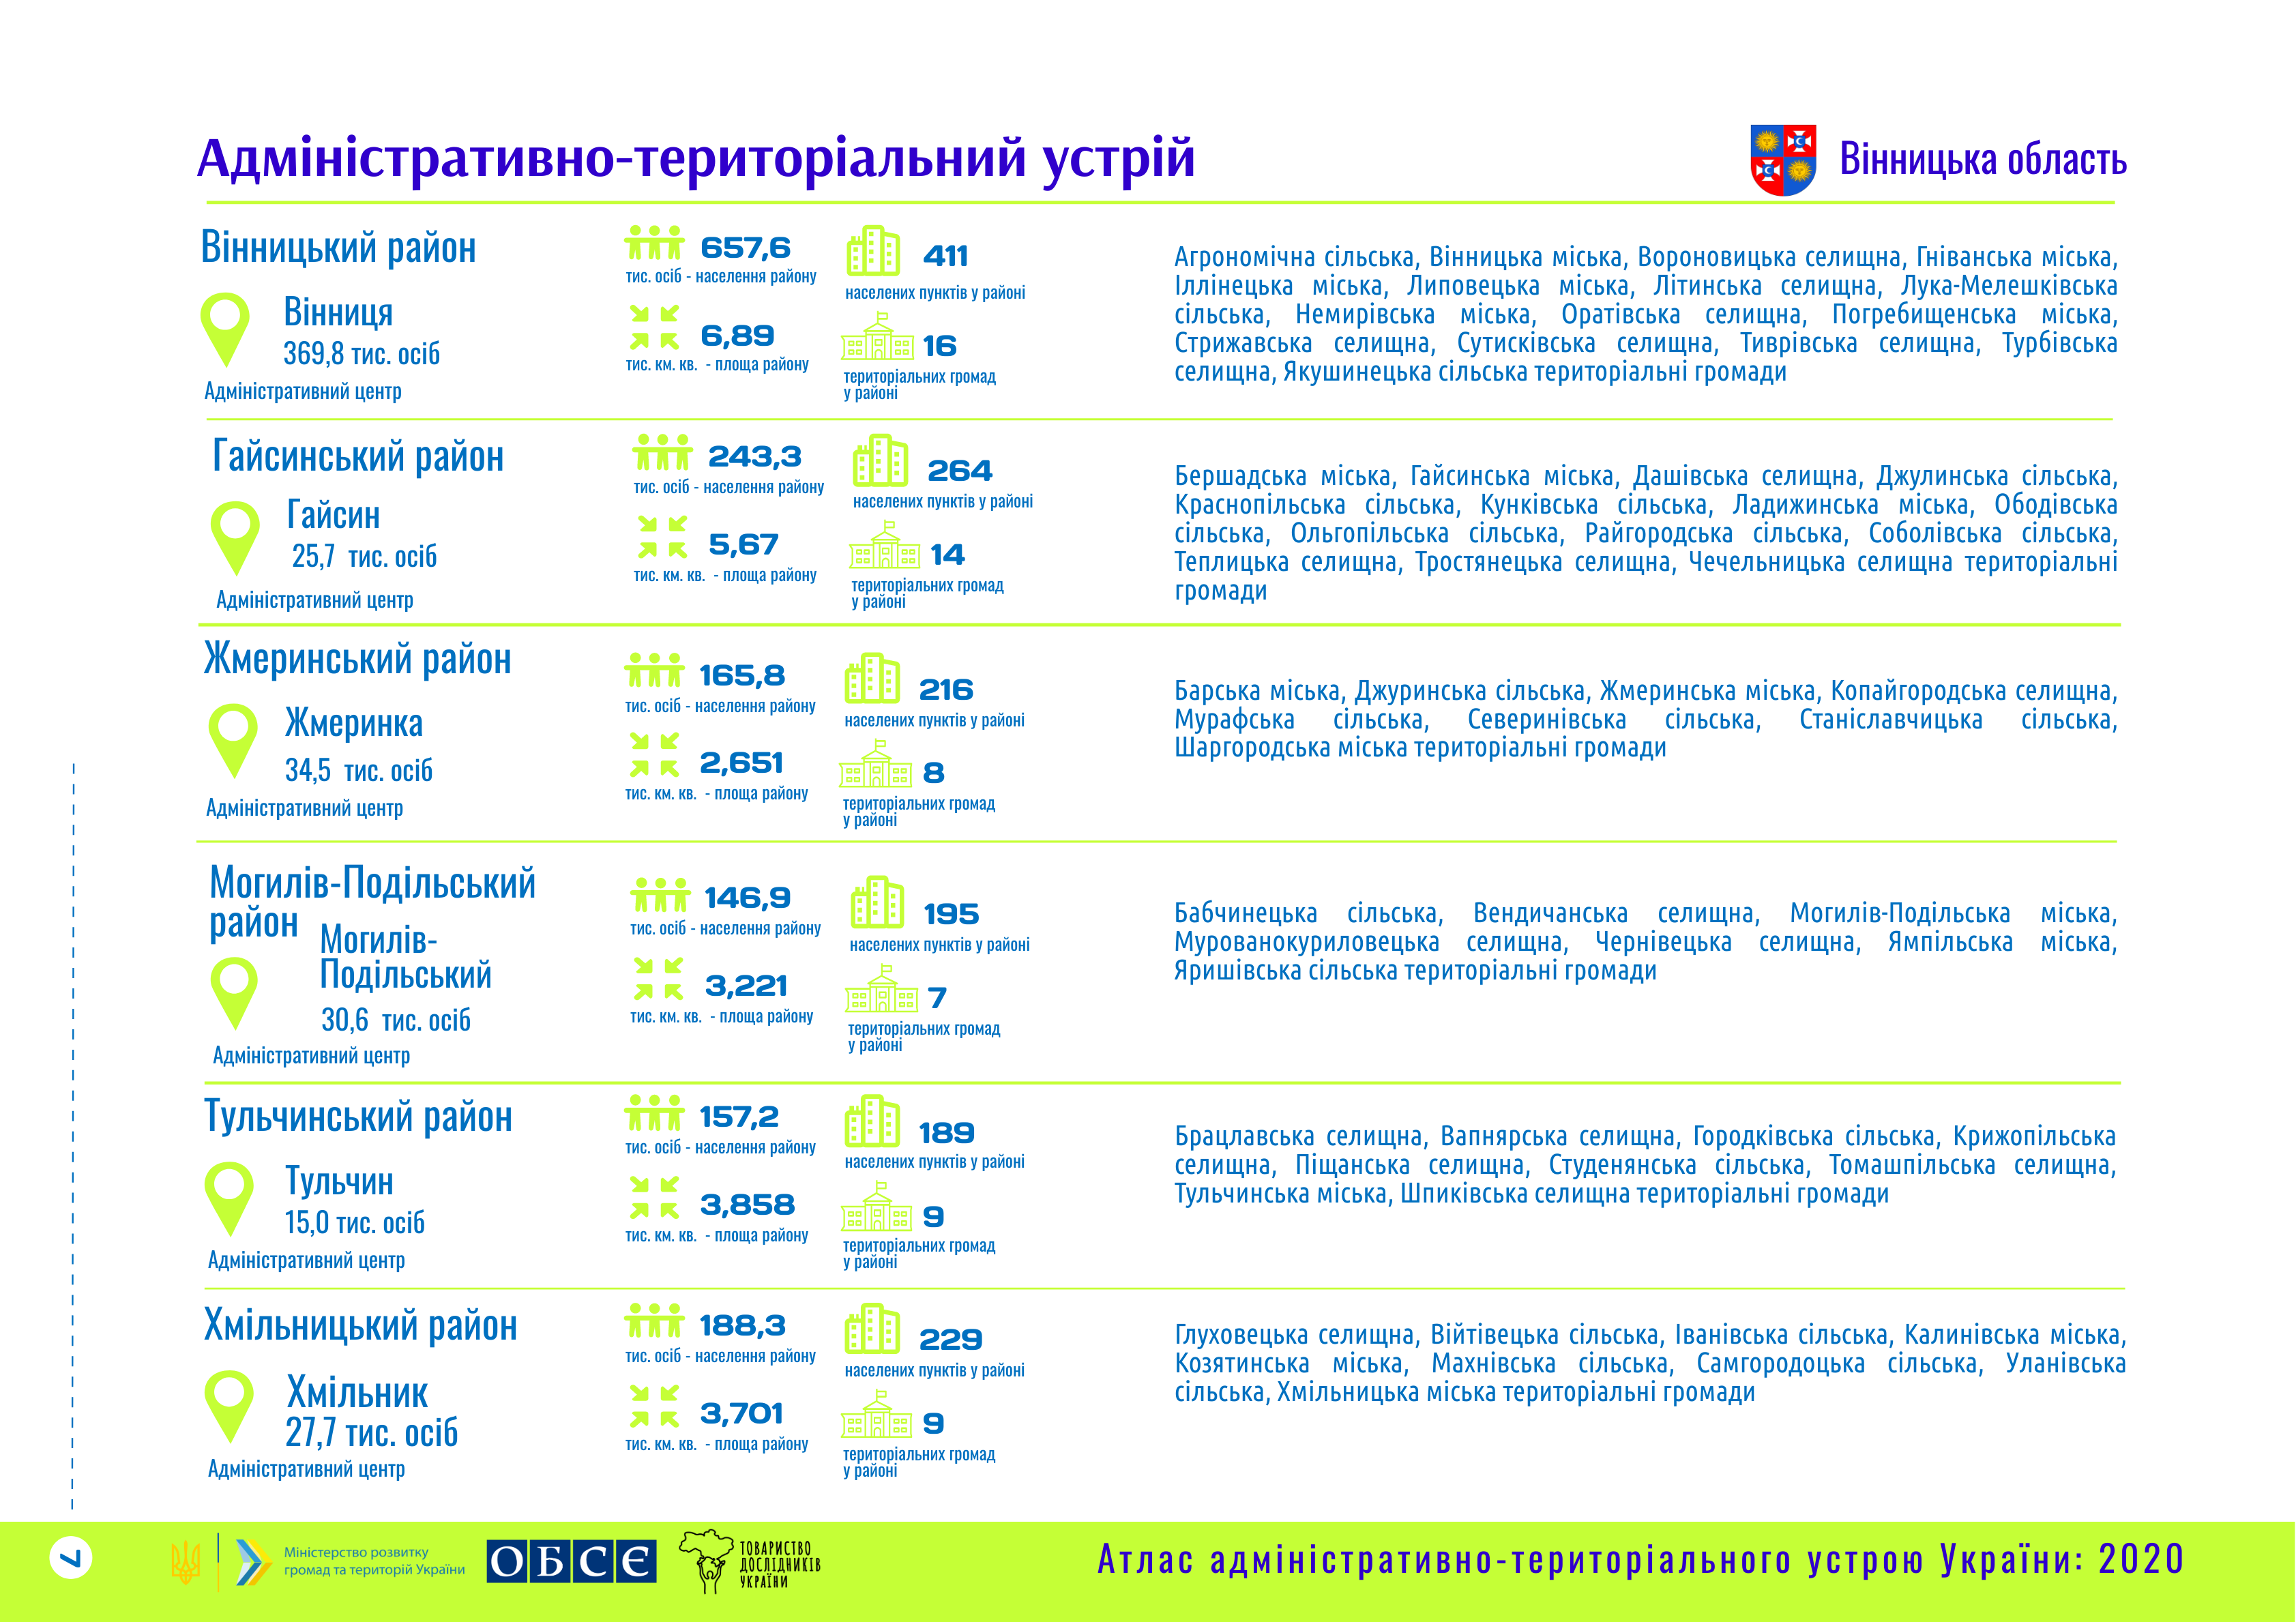 Адміністративно-територіальний устрій
Вінницька область
Вінницький район
Вінниця
369,8 тис. осіб
Адміністративний центр
657,6
тис. осіб - населення району
6,89
тис. км. кв. - площа району
411
населених пунктів у районі
16
територіальних громад
у районі
Агрономічна сільська, Вінницька міська, Вороновицька селищна, Гніванська міська,
Іллінецька міська, Липовецька міська, Літинська селищна, Лука-Мелешківська
сільська, Немирівська міська, Оратівська селищна, Погребищенська міська,
Стрижавська селищна, Сутисківська селищна, Тиврівська селищна, Турбівська
селищна, Якушинецька сільська територіальні громади
Гайсинський район
Гайсин
25,7 тис. осіб
Адміністративний центр
243,3
тис. осіб - населення району
5,67
тис. км. кв. - площа району
264
населених пунктів у районі
14
територіальних громад
у районі
Бершадська міська, Гайсинська міська, Дашівська селищна, Джулинська сільська,
Краснопільська сільська, Кунківська сільська, Ладижинська міська, Ободівська
сільська, Ольгопільська сільська, Райгородська сільська, Соболівська сільська,
Теплицька селищна, Тростянецька селищна, Чечельницька селищна територіальні
громади
Жмеринський район
Жмеринка
34,5 тис. осіб
Адміністративний центр
165,8
тис. осіб - населення району
2,651
тис. км. кв. - площа району
216
населених пунктів у районі
8
територіальних громад
у районі
Барська міська, Джуринська сільська, Жмеринська міська, Копайгородська селищна,
Мурафська сільська, Северинівська сільська, Станіславчицька сільська,
Шаргородська міська територіальні громади
Могилів-Подільський
район
Могилів-
Подільський
30,6 тис. осіб
Адміністративний центр
146,9
тис. осіб - населення району
3,221
тис. км. кв. - площа району
195
населених пунктів у районі
7
територіальних громад
у районі
Бабчинецька сільська, Вендичанська селищна, Могилів-Подільська міська,
Мурованокуриловецька селищна, Чернівецька селищна, Ямпільська міська,
Яришівська сільська територіальні громади
Тульчинський район
Тульчин
15,0 тис. осіб
Адміністративний центр
157,2
тис. осіб - населення району
3,858
тис. км. кв. - площа району
189
населених пунктів у районі
9
територіальних громад
у районі
Брацлавська селищна, Вапнярська селищна, Городківська сільська, Крижопільська
селищна, Піщанська селищна, Студенянська сільська, Томашпільська селищна,
Тульчинська міська, Шпиківська селищна територіальні громади
Хмільницький район
Хмільник
27,7 тис. осіб
Адміністративний центр
188,3
тис. осіб - населення району
3,701
тис. км. кв. - площа району
229
населених пунктів у районі
9
територіальних громад
у районі
Глуховецька селищна, Війтівецька сільська, Іванівська сільська, Калинівська міська,
Козятинська міська, Махнівська сільська, Самгородоцька сільська, Уланівська
сільська, Хмільницька міська територіальні громади
7
Міністерство розвитку
громад та територій України
ОБСЄ
ТОВАРИСТВО
ДОСЛІДНИКІВ
УКРАЇНИ
Атлас адміністративно-територіального устрою України: 2020